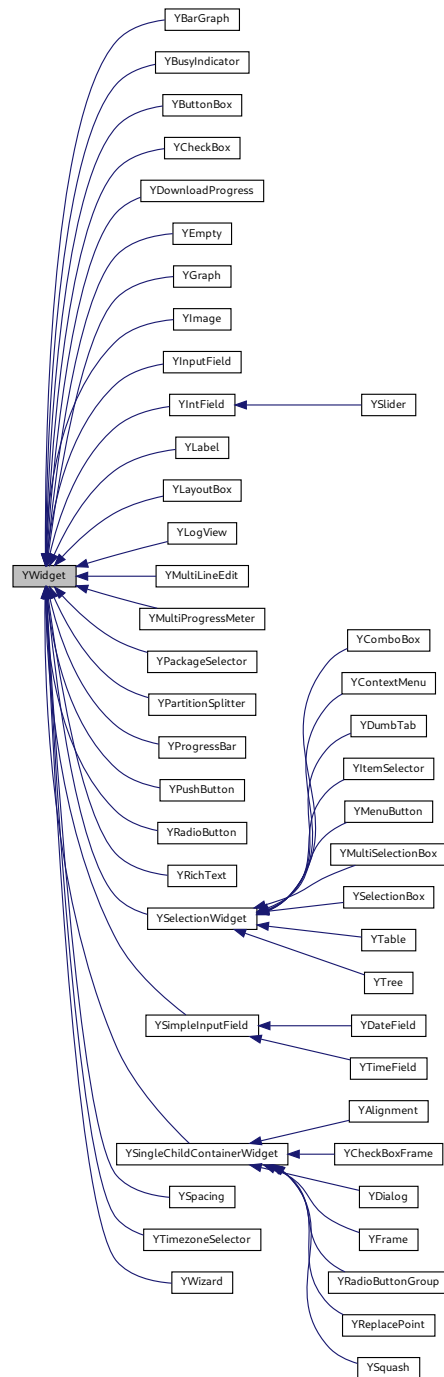 YBarGraph
YBusyIndicator
YButtonBox
YCheckBox
YDownloadProgress
YEmpty
YGraph
YImage
YInputField
YIntField
YSlider
YLabel
YLayoutBox
YLogView
YWidget
YMultiLineEdit
YMultiProgressMeter
YComboBox
YPackageSelector
YContextMenu
YPartitionSplitter
YDumbTab
YProgressBar
YItemSelector
YPushButton
YMenuButton
YRadioButton
YMultiSelectionBox
YRichText
YSelectionBox
YSelectionWidget
YTable
YTree
YSimpleInputField
YDateField
YTimeField
YAlignment
YSingleChildContainerWidget
YCheckBoxFrame
YSpacing
YDialog
YTimezoneSelector
YFrame
YWizard
YRadioButtonGroup
YReplacePoint
YSquash